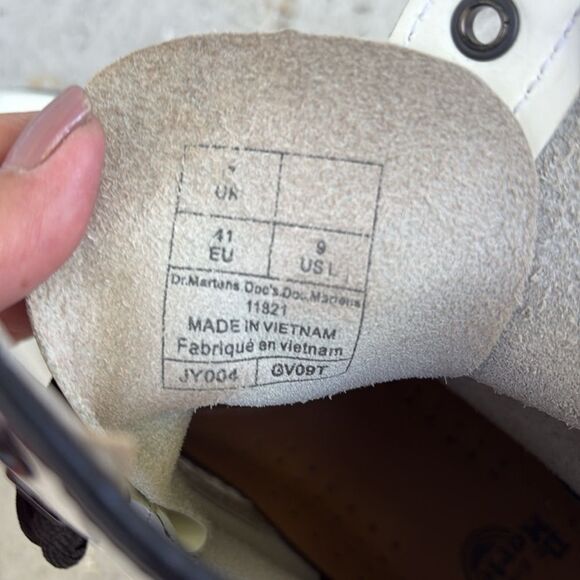 UK
41
EU
9
US L
Dr.Martens.Doc's.Doc.Martens
11821
MADE IN VIETNAM
Fabriqué en vietnam
JY004 GV09T